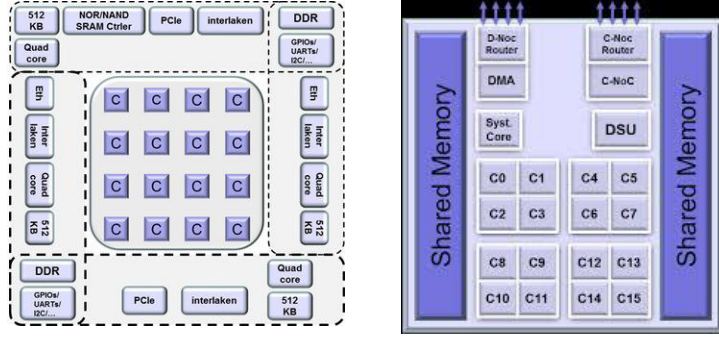 512
KB
NOR/NAND
SRAM Ctrler
PCIe
interlaken
DDR
Quad
core
GPIOs/
UARTs/
I2C/...
Eth
Inter
laken
Quad
core
512
KB
C C C C
C C C C
C C C C
C C C C
Eth
Inter
laken
Quad
core
512
KB
DDR
GPIOs/
UARTs/
I2C/...
PCIe
interlaken
Quad
core
512
KB
Shared Memory
D-Noc
Router
C-Noc
Router
DMA
C-NoC
Syst.
Core
DSU
C0 C1 C4 C5
C2 C3 C6 C7
C8 C9 C12 C13
C10 C11 C14 C15
Shared Memory